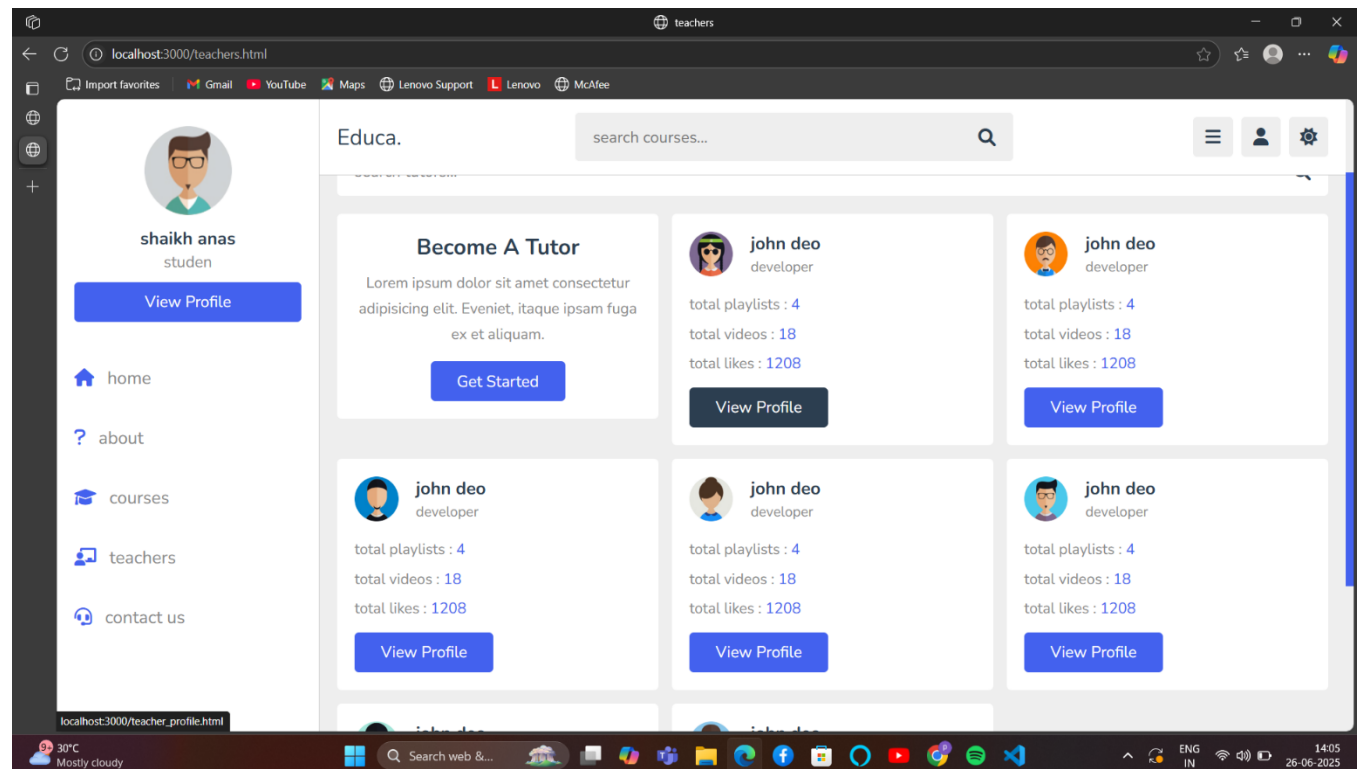 teachers
localhost:3000/teachers.html
Import favorites Gmail YouTube Maps Lenovo Support L Lenovo McAfee
Educa.
search courses...
shaikh anas
studen
View Profile
home
? about
courses
teachers
contact us
localhost:3000/teacher_profile.html
search tutors...
Become A Tutor
Lorem ipsum dolor sit amet consectetur
adipisicing elit. Eveniet, itaque ipsam fuga
ex et aliquam.
Get Started
john deo
developer
total playlists : 4
total videos : 18
total likes : 1208
View Profile
john deo
developer
total playlists : 4
total videos : 18
total likes : 1208
View Profile
john deo
developer
total playlists : 4
total videos : 18
total likes : 1208
View Profile
john deo
developer
total playlists : 4
total videos : 18
total likes : 1208
View Profile
john deo
developer
total playlists : 4
total videos : 18
total likes : 1208
View Profile
john deo
john deo
9+
30°C
Mostly cloudy
Search web &...
ENG
IN
14:05
26-06-2025